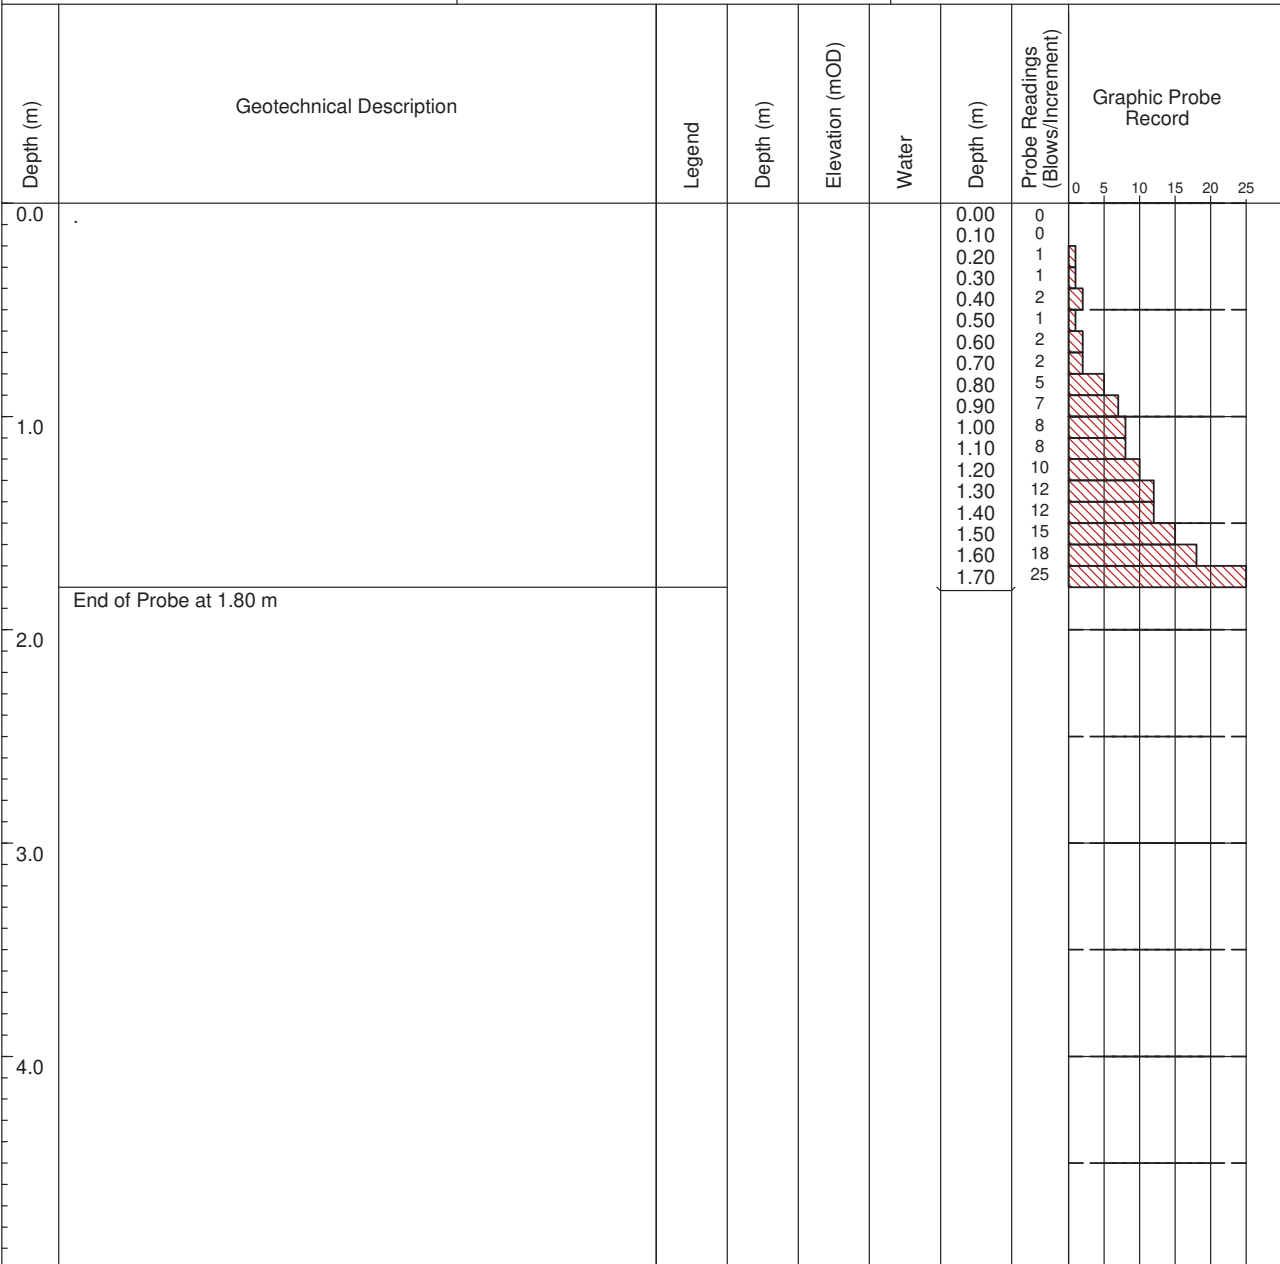 Depth (m)
Geotechnical Description
Legend
Depth (m)
Elevation (mOD)
Water
Depth (m)
Probe Readings
(Blows/Increment)
Graphic Probe
Record
0 5 10 15 20 25
0.0 . 0.00 0
0.10 0
0.20 1
0.30 1
0.40 2
0.50 1
0.60 2
0.70 2
0.80 5
0.90 7
1.0 1.00 8
1.10 8
1.20 10
1.30 12
1.40 12
1.50 15
1.60 18
1.70 25
End of Probe at 1.80 m
2.0
3.0
4.0